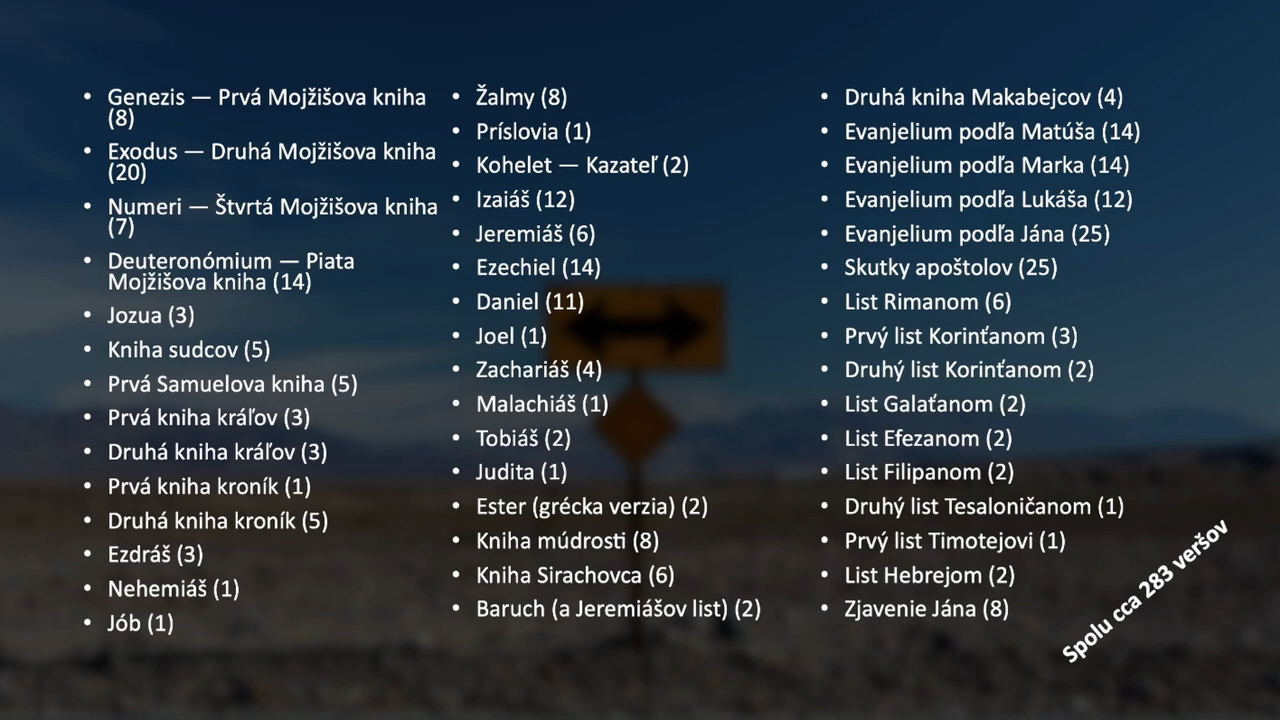 • Genezis — Prvá Mojžišova kniha
(8)
• Exodus — Druhá Mojžišova kniha
(20)
• Numeri — Štvrtá Mojžišova kniha
(7)
• Deuteronómium — Piata
Mojžišova kniha (14)
• Jozua (3)
• Kniha sudcov (5)
• Prvá Samuelova kniha (5)
• Prvá kniha kráľov (3)
• Druhá kniha kráľov (3)
• Prvá kniha kroník (1)
• Druhá kniha kroník (5)
• Ezdráš (3)
• Nehemiáš (1)
• Jób (1)
• Žalmy (8)
• Príslovia (1)
• Kohelet — Kazateľ (2)
• Izaiáš (12)
• Jeremiáš (6)
• Ezechiel (14)
• Daniel (11)
• Joel (1)
• Zachariáš (4)
• Malachiáš (1)
• Tobiáš (2)
• Judita (1)
• Ester (grécka verzia) (2)
• Kniha múdrosti (8)
• Kniha Sirachovca (6)
• Baruch (a Jeremiášov list) (2)
• Druhá kniha Makabejcov (4)
• Evanjelium podľa Matúša (14)
• Evanjelium podľa Marka (14)
• Evanjelium podľa Lukáša (12)
• Evanjelium podľa Jána (25)
• Skutky apoštolov (25)
• List Rimanom (6)
• Prvý list Korinťanom (3)
• Druhý list Korinťanom (2)
• List Galaťanom (2)
• List Efezanom (2)
• List Filipanom (2)
• Druhý list Tesaloničanom (1)
• Prvý list Timotejovi (1)
• List Hebrejom (2)
• Zjavenie Jána (8)
Spolu cca 283 veršov